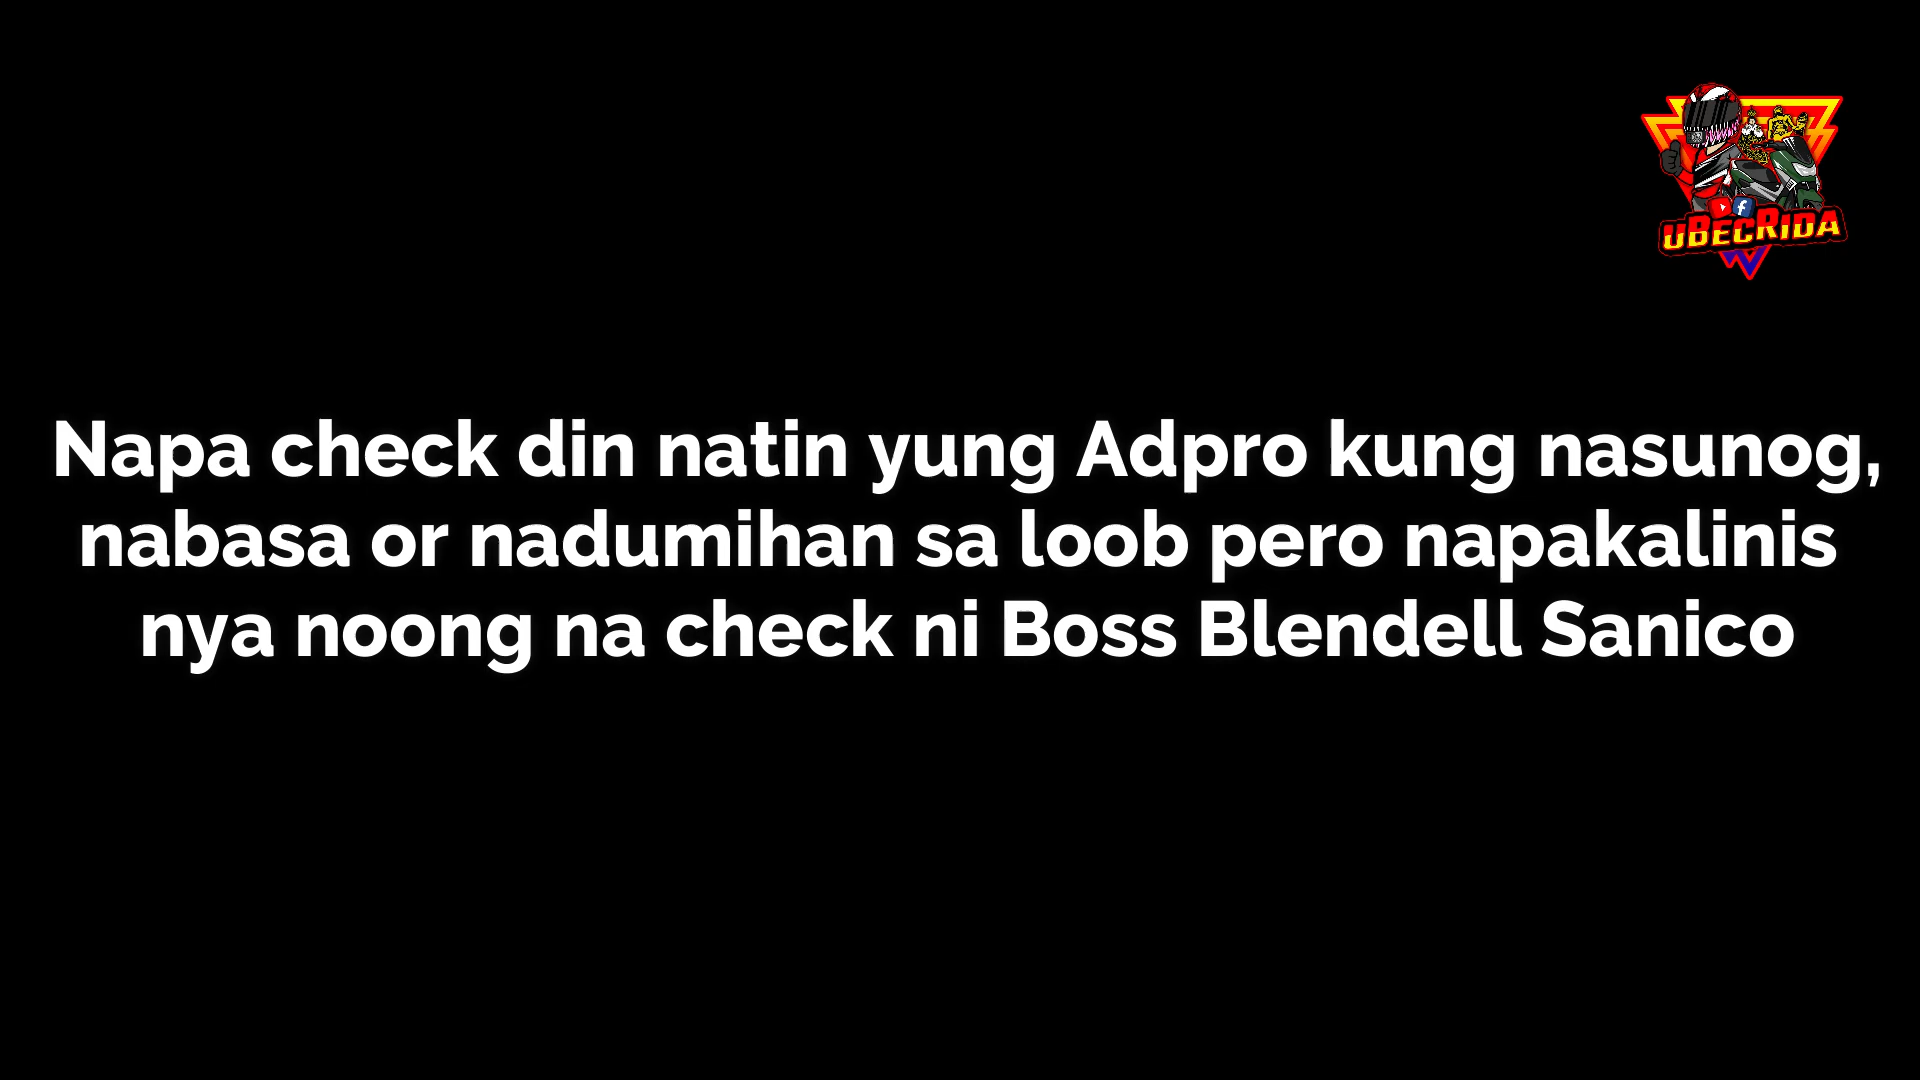 uBecRida
Napa check din natin yung Adpro kung nasunog,
nabasa or nadumihan sa loob pero napakalinis
nya noong na check ni Boss Blendell Sanico